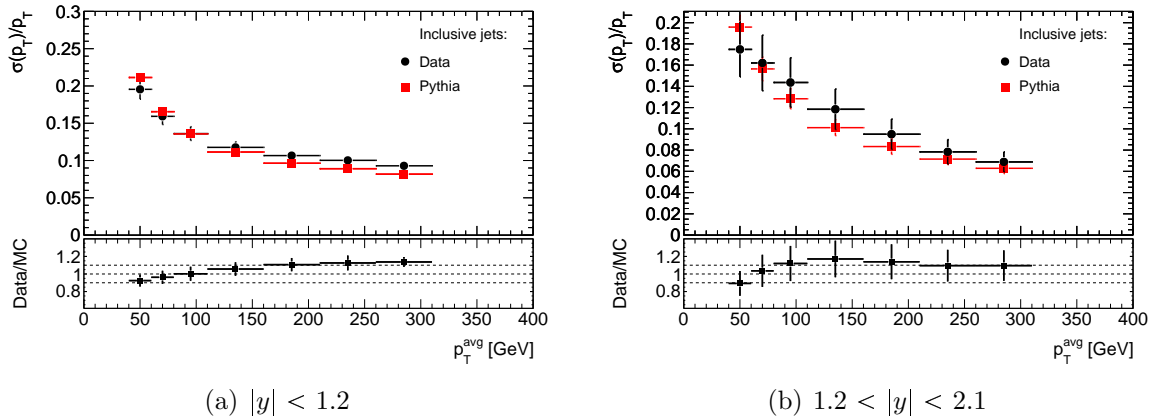 σ(p_T)/p_T
0.3
0.25
0.2
0.15
0.1
0.05
0
Inclusive jets:
Data
Pythia
Data/MC
1.2
1
0.8
0 50 100 150 200 250 300 350 400
p_T^avg [GeV]
(a) |y| < 1.2
σ(p_T)/p_T
0.2
0.18
0.16
0.14
0.12
0.1
0.08
0.06
0.04
0.02
0
Inclusive jets:
Data
Pythia
Data/MC
1.2
1
0.8
0 50 100 150 200 250 300 350 400
p_T^avg [GeV]
(b) 1.2 < |y| < 2.1